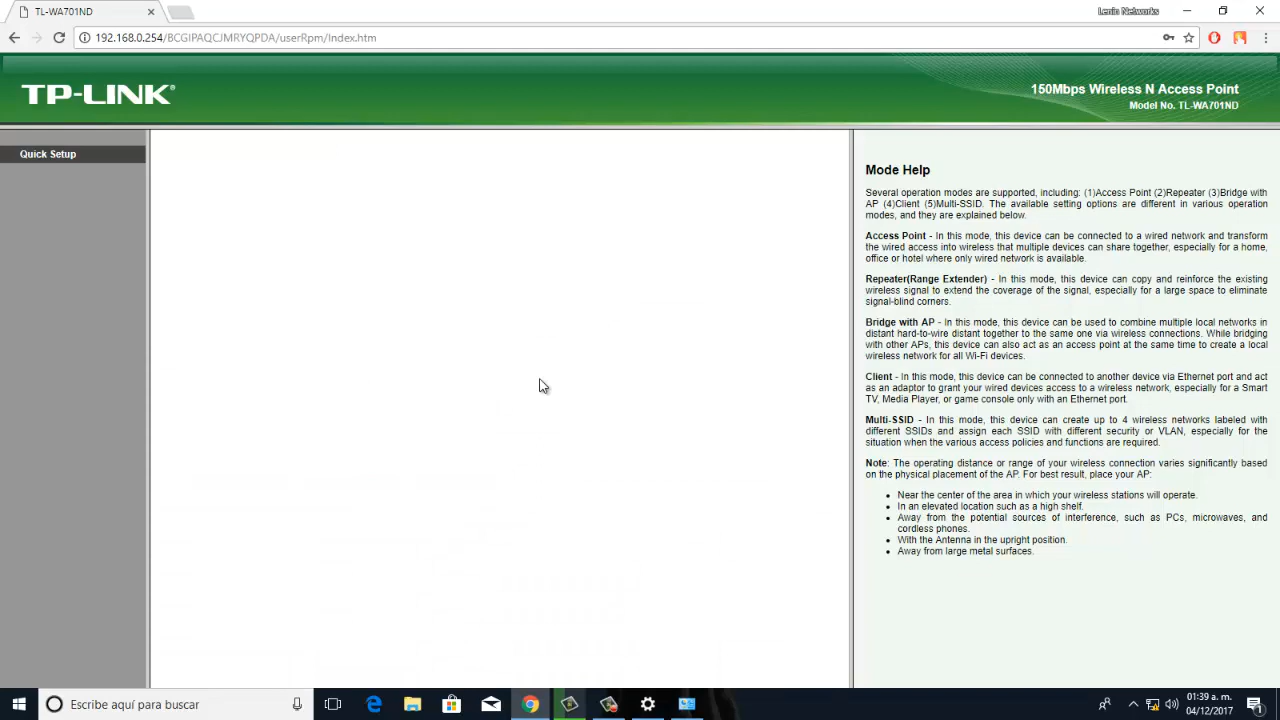 TL-WA701ND
Lenin Networks
192.168.0.254/BCGIPAQCJMRYQPDA/userRpm/Index.htm
TP-LINK®
150Mbps Wireless N Access Point
Model No. TL-WA701ND
Quick Setup
Mode Help
Several operation modes are supported, including: (1)Access Point (2)Repeater (3)Bridge with
AP (4)Client (5)Multi-SSID. The available setting options are different in various operation
modes, and they are explained below.
Access Point - In this mode, this device can be connected to a wired network and transform
the wired access into wireless that multiple devices can share together, especially for a home,
office or hotel where only wired network is available.
Repeater(Range Extender) - In this mode, this device can copy and reinforce the existing
wireless signal to extend the coverage of the signal, especially for a large space to eliminate
signal-blind corners.
Bridge with AP - In this mode, this device can be used to combine multiple local networks in
distant hard-to-wire distant together to the same one via wireless connections. While bridging
with other APs, this device can also act as an access point at the same time to create a local
wireless network for all Wi-Fi devices.
Client - In this mode, this device can be connected to another device via Ethernet port and act
as an adaptor to grant your wired devices access to a wireless network, especially for a Smart
TV, Media Player, or game console only with an Ethernet port.
Multi-SSID - In this mode, this device can create up to 4 wireless networks labeled with
different SSIDs and assign each SSID with different security or VLAN, especially for the
situation when the various access policies and functions are required.
Note: The operating distance or range of your wireless connection varies significantly based
on the physical placement of the AP. For best result, place your AP:
Near the center of the area in which your wireless stations will operate.
In an elevated location such as a high shelf.
Away from the potential sources of interference, such as PCs, microwaves, and
cordless phones.
With the Antenna in the upright position.
Away from large metal surfaces.
Escribe aquí para buscar
01:39 a. m.
04/12/2017
1